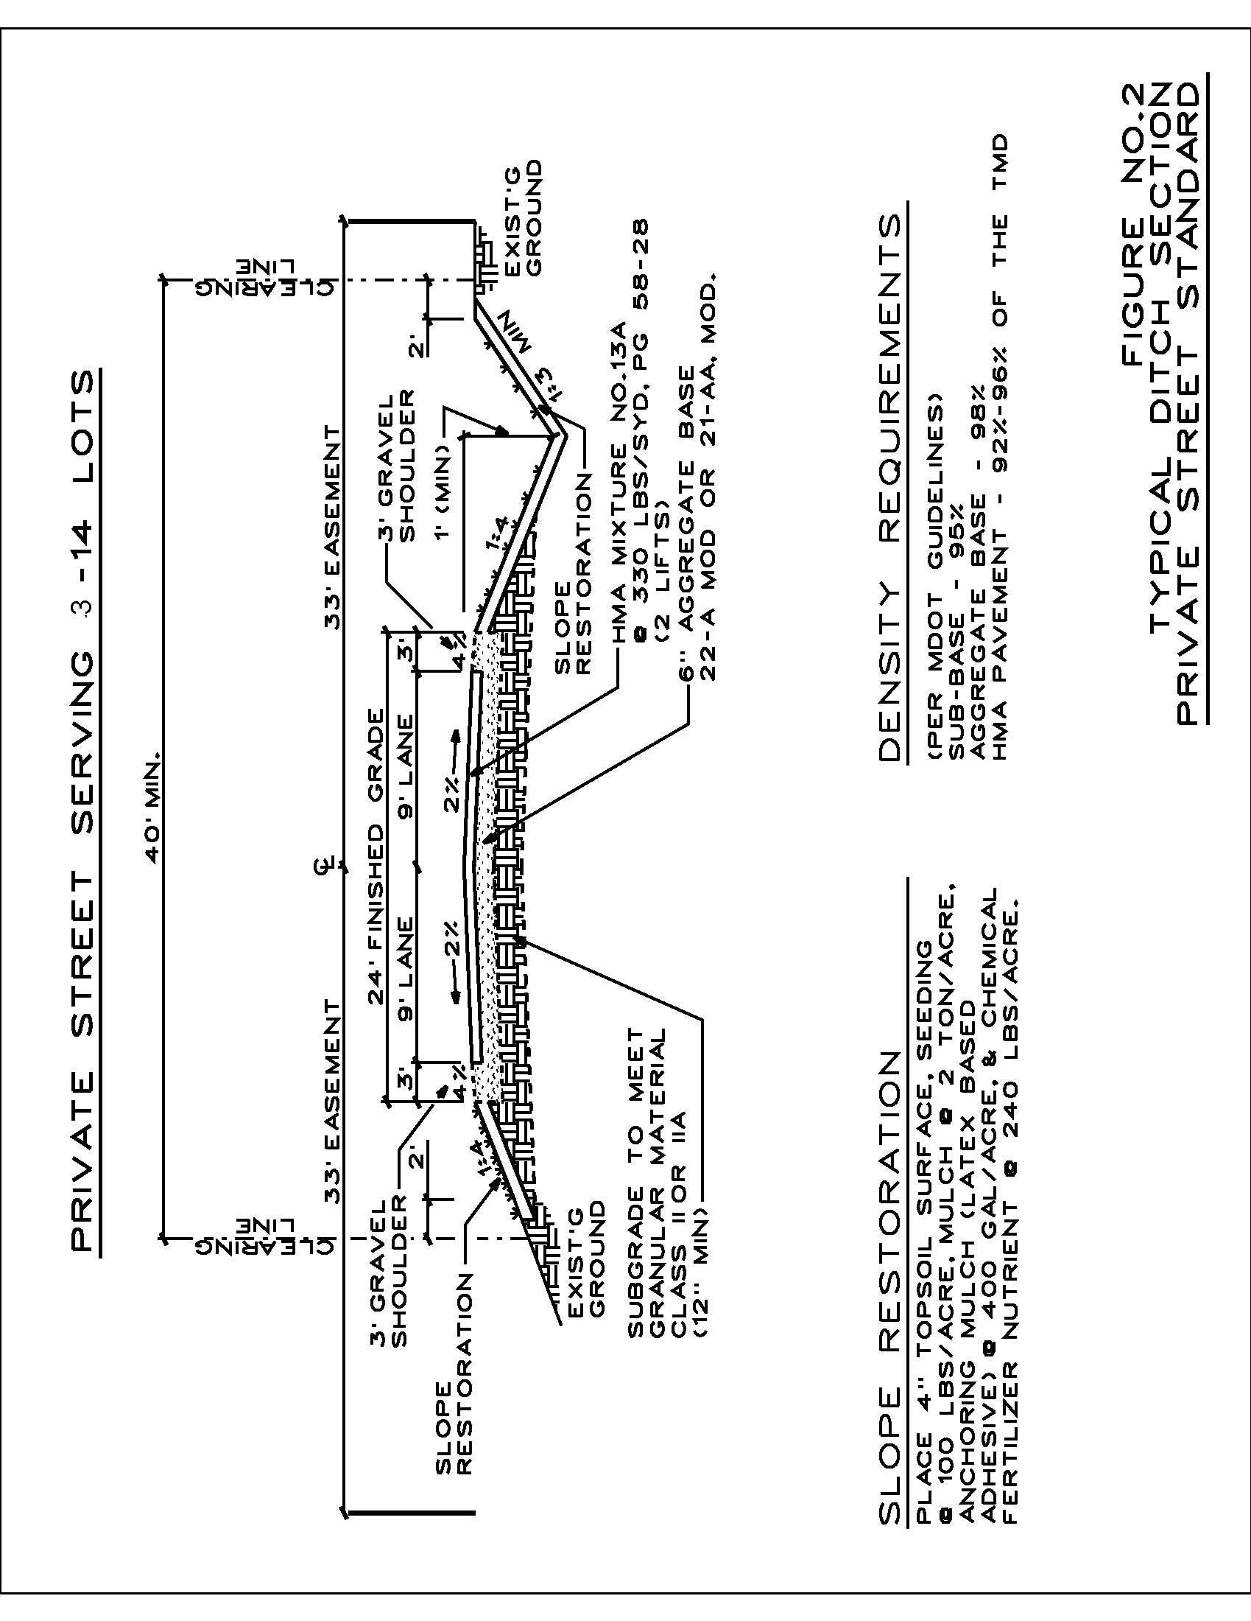 PRIVATE STREET SERVING 3 -14 LOTS
40' MIN.
CLEARING
LINE
CLEARING
LINE
33' EASEMENT
℄
33' EASEMENT
24' FINISHED GRADE
3' GRAVEL
SHOULDER
2'
3'
9' LANE
9' LANE
3'
3' GRAVEL
SHOULDER
2'
1' (MIN)
4%
2%
2%
4%
SLOPE
RESTORATION
1:4
1:4
1:3
MIN
EXIST'G
GROUND
EXIST'G
GROUND
SLOPE
RESTORATION
HMA MIXTURE NO.13A
@ 330 LBS/SYD, PG 58-28
(2 LIFTS)
6" AGGREGATE BASE
22-A MOD OR 21-AA, MOD.
SUBGRADE TO MEET
GRANULAR MATERIAL
CLASS II OR IIA
(12" MIN)
SLOPE RESTORATION
PLACE 4" TOPSOIL SURFACE, SEEDING
@ 100 LBS/ACRE, MULCH @ 2 TON/ACRE,
ANCHORING MULCH (LATEX BASED
ADHESIVE) @ 400 GAL/ACRE, & CHEMICAL
FERTILIZER NUTRIENT @ 240 LBS/ACRE.
DENSITY REQUIREMENTS
(PER MDOT GUIDELINES)
SUB-BASE - 95%
AGGREGATE BASE - 98%
HMA PAVEMENT - 92%-96% OF THE TMD
FIGURE NO.2
TYPICAL DITCH SECTION
PRIVATE STREET STANDARD